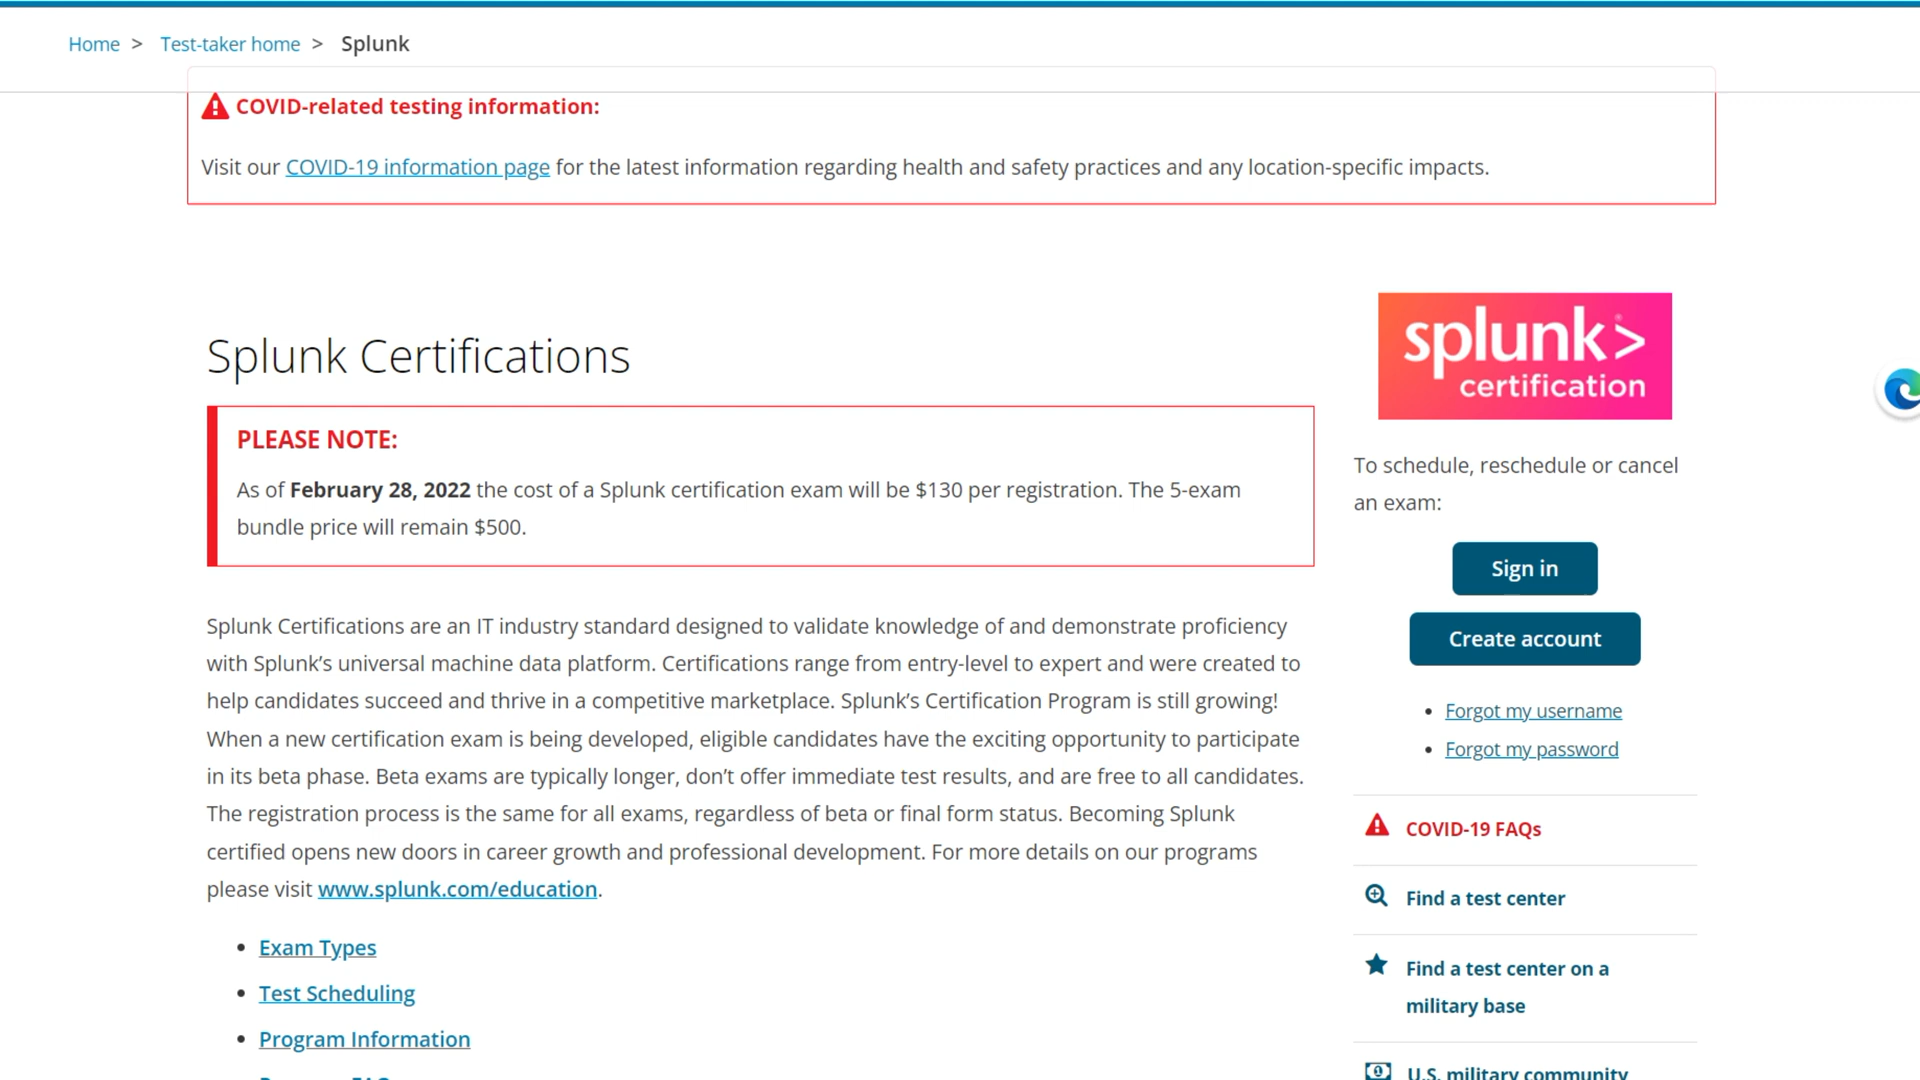 Home > Test-taker home > Splunk
COVID-related testing information:
Visit our COVID-19 information page for the latest information regarding health and safety practices and any location-specific impacts.
Splunk Certifications
PLEASE NOTE:
As of February 28, 2022 the cost of a Splunk certification exam will be $130 per registration. The 5-exam
bundle price will remain $500.
Splunk Certifications are an IT industry standard designed to validate knowledge of and demonstrate proficiency
with Splunk’s universal machine data platform. Certifications range from entry-level to expert and were created to
help candidates succeed and thrive in a competitive marketplace. Splunk’s Certification Program is still growing!
When a new certification exam is being developed, eligible candidates have the exciting opportunity to participate
in its beta phase. Beta exams are typically longer, don’t offer immediate test results, and are free to all candidates.
The registration process is the same for all exams, regardless of beta or final form status. Becoming Splunk
certified opens new doors in career growth and professional development. For more details on our programs
please visit www.splunk.com/education.
• Exam Types
• Test Scheduling
• Program Information
splunk>
certification
To schedule, reschedule or cancel
an exam:
Sign in
Create account
• Forgot my username
• Forgot my password
COVID-19 FAQs
Find a test center
Find a test center on a
military base
U.S. military community